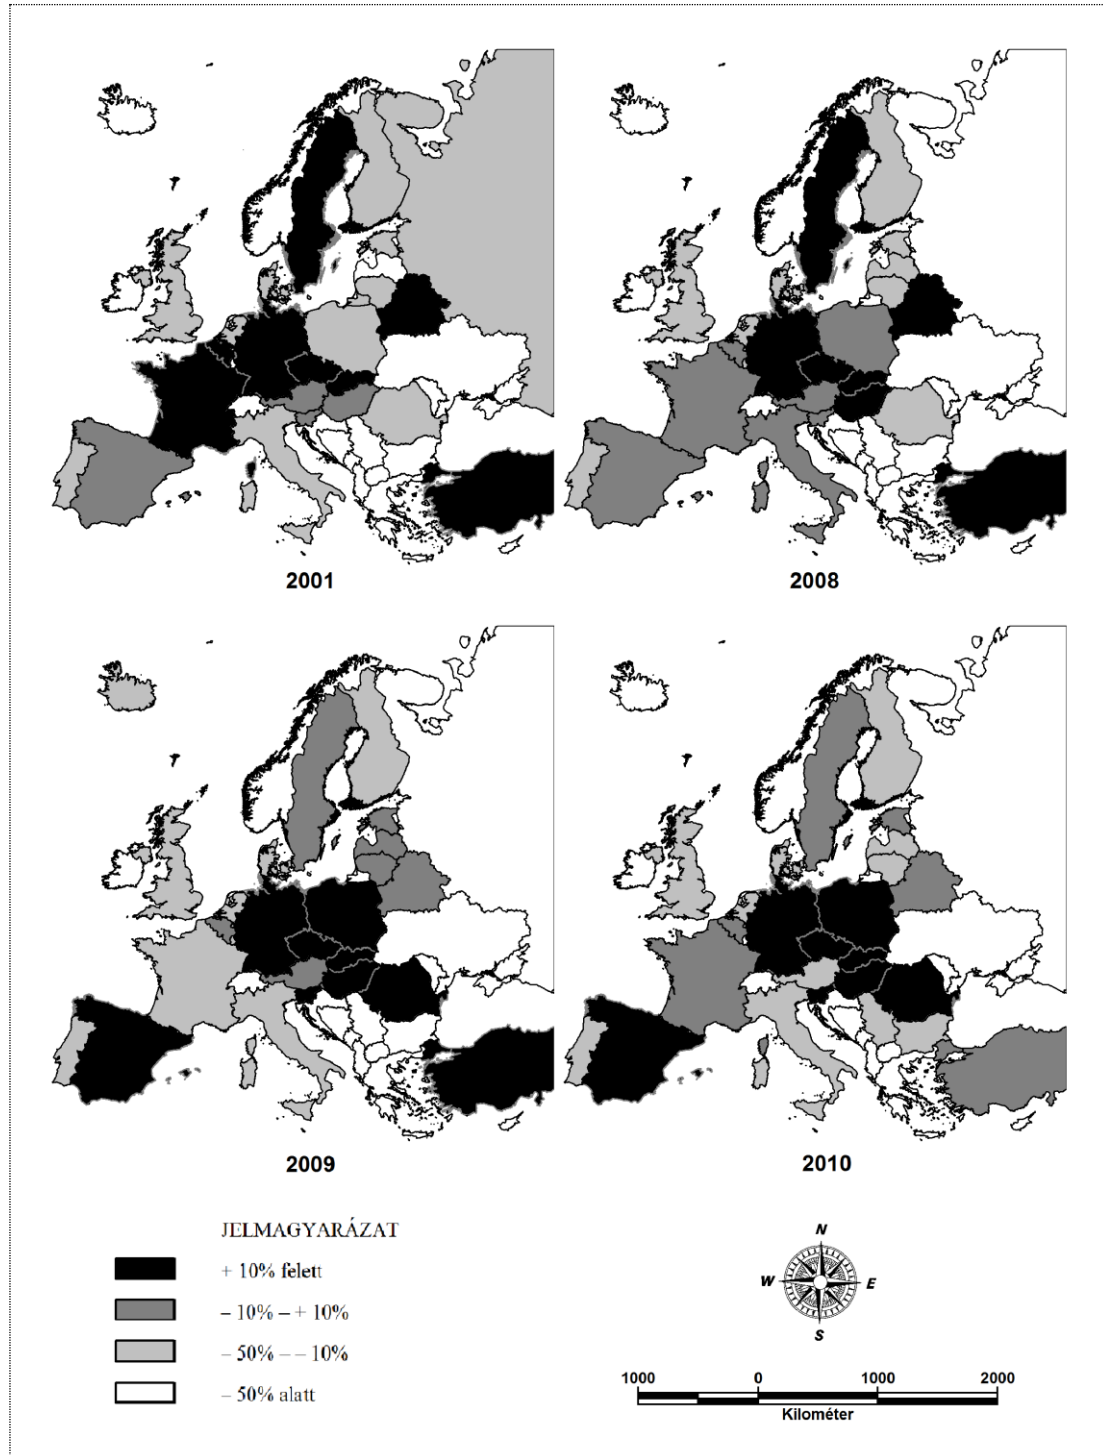 2001
2008
2009
2010
JELMAGYARÁZAT
+ 10% felett
– 10% – + 10%
– 50% – – 10%
– 50% alatt
N
W E
S
1000 0 1000 2000
Kilométer